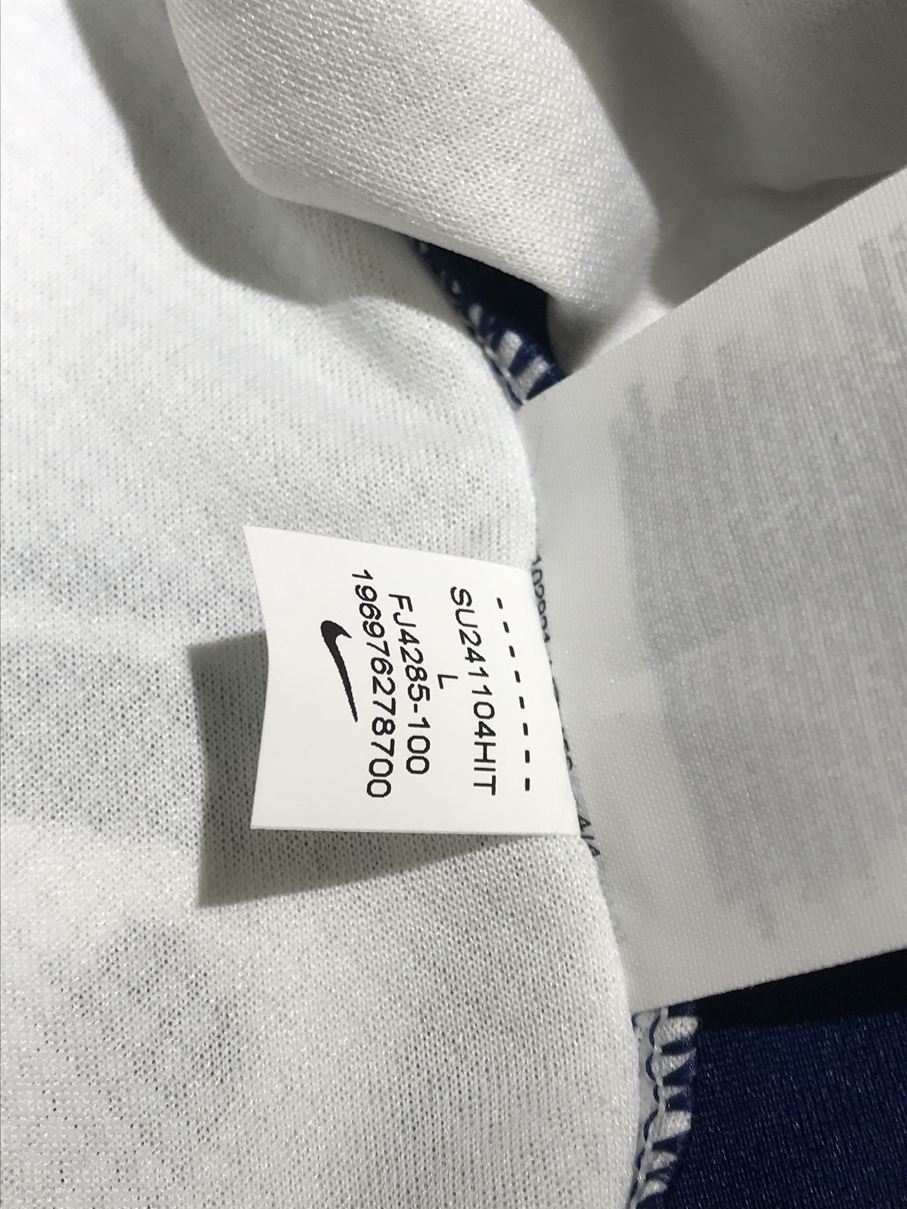 - - - - - - -
SU241104HIT
L
FJ4285-100
196976278700